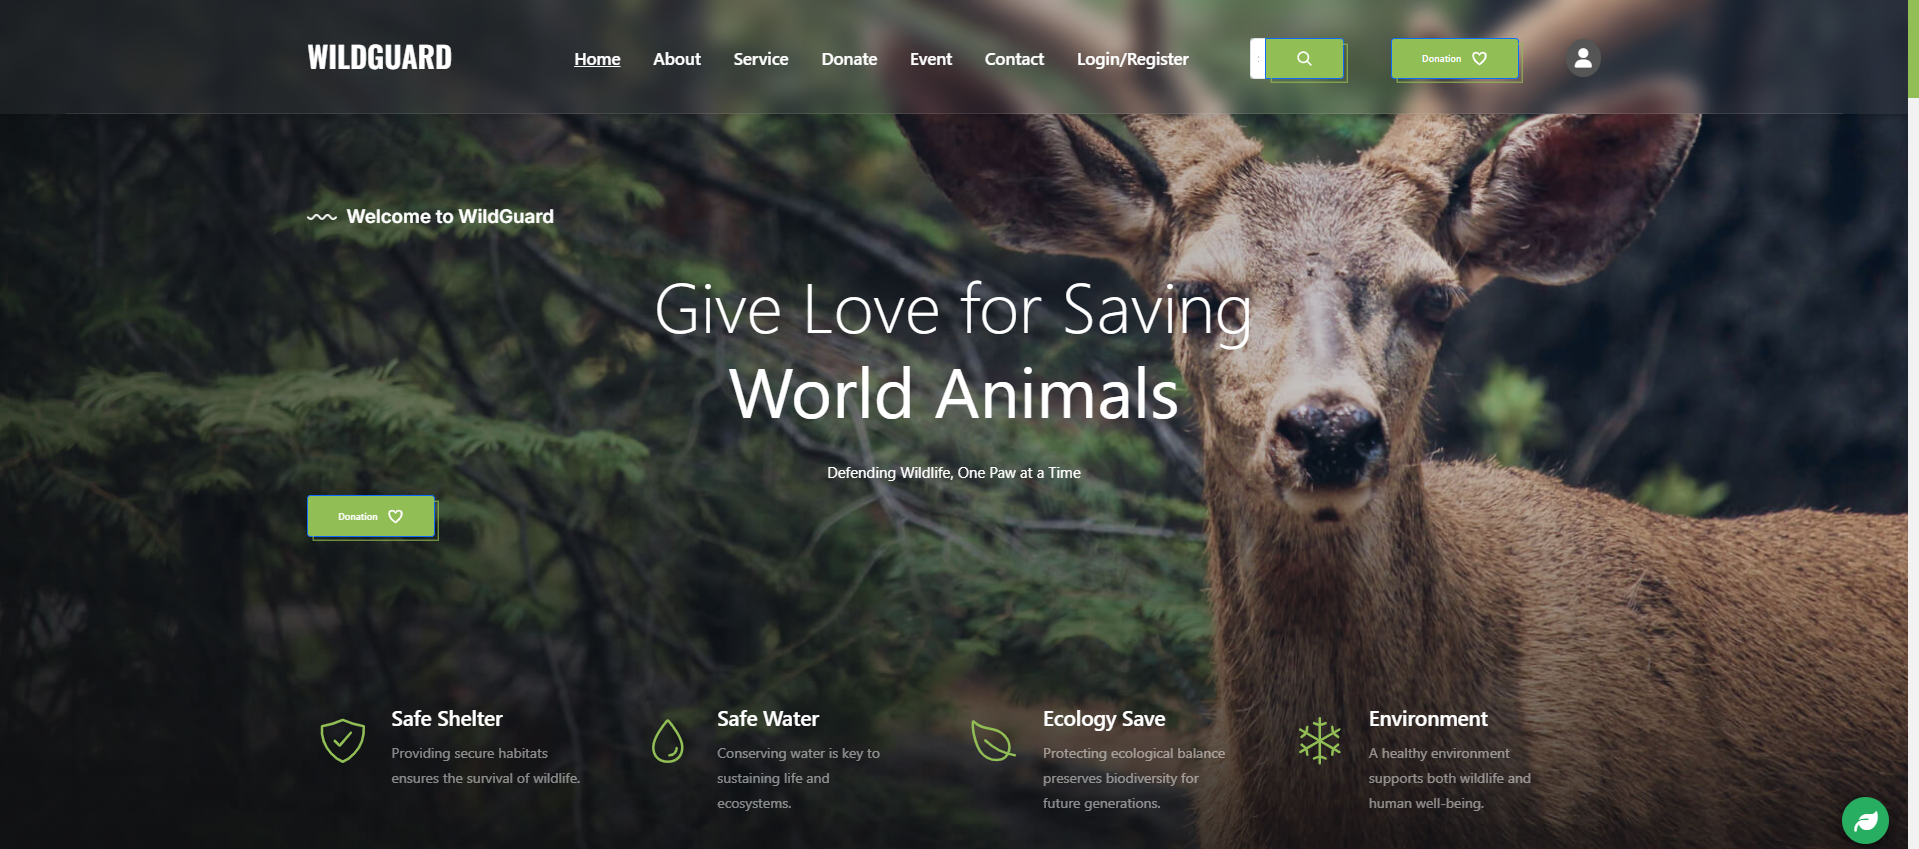 WILDGUARD
Home About Service Donate Event Contact Login/Register
Donation
Welcome to WildGuard
Give Love for Saving
World Animals
Defending Wildlife, One Paw at a Time
Donation
Safe Shelter
Providing secure habitats
ensures the survival of wildlife.
Safe Water
Conserving water is key to
sustaining life and
ecosystems.
Ecology Save
Protecting ecological balance
preserves biodiversity for
future generations.
Environment
A healthy environment
supports both wildlife and
human well-being.